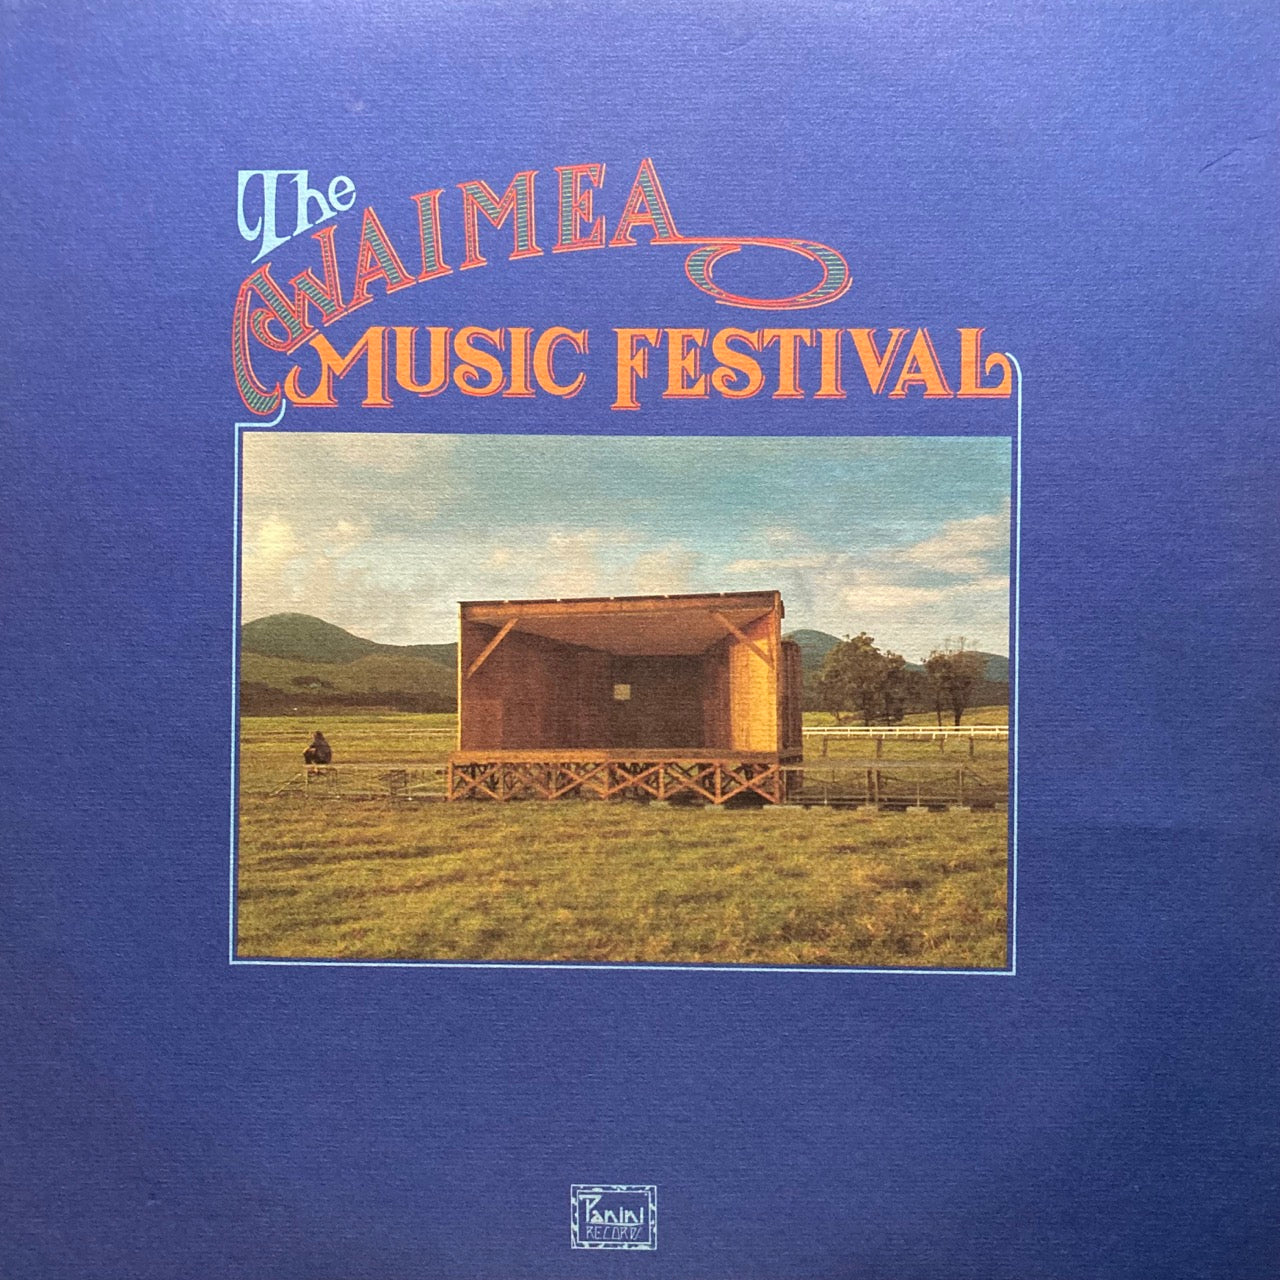 The
WAIMEA
MUSIC FESTIVAL
Panini
RECORDS